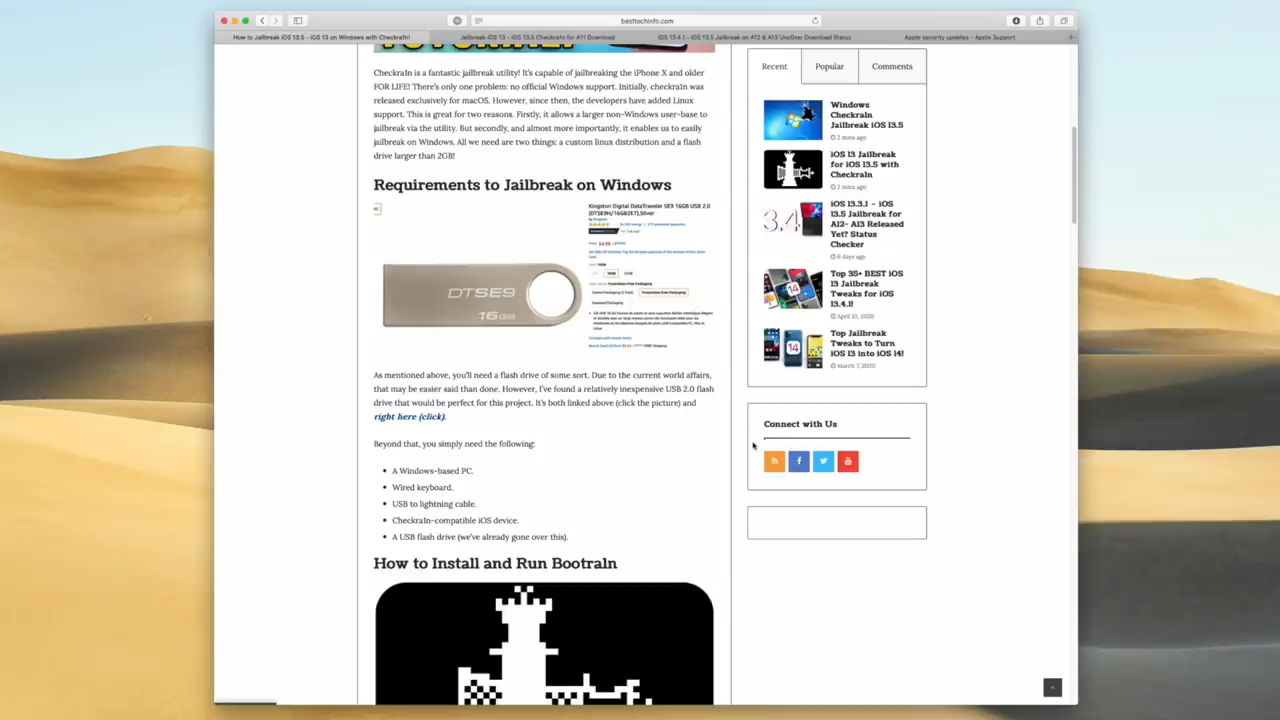 besttechinfo.com
How to Jailbreak iOS 13.5 - iOS 13 on Windows with Checkra1n!
Jailbreak iOS 13 - iOS 13.5 Checkra1n for A11 Download
iOS 13.4.1 - iOS 13.5 Jailbreak on A12 & A13 Unc0ver Download Status
Apple security updates - Apple Support
Checkra1n is a fantastic jailbreak utility! It's capable of jailbreaking the iPhone X and older
FOR LIFE! There's only one problem: no official Windows support. Initially, checkra1n was
released exclusively for macOS. However, since then, the developers have added Linux
support. This is great for two reasons. Firstly, it allows a larger non-Windows user-base to
jailbreak via the utility. But secondly, and almost more importantly, it enables us to easily
jailbreak on Windows. All we need are two things: a custom linux distribution and a flash
drive larger than 2GB!
Requirements to Jailbreak on Windows
Kingston Digital DataTraveler SE9 16GB USB 2.0
(DTSE9H/16GBZET),Silver
DTSE9
16GB
As mentioned above, you'll need a flash drive of some sort. Due to the current world affairs,
that may be easier said than done. However, I've found a relatively inexpensive USB 2.0 flash
drive that would be perfect for this project. It's both linked above (click the picture) and
right here (click).
Beyond that, you simply need the following:
A Windows-based PC.
Wired keyboard.
USB to lightning cable.
Checkra1n-compatible iOS device.
A USB flash drive (we've already gone over this).
How to Install and Run Bootra1n
Recent
Popular
Comments
Windows
Checkra1n
Jailbreak iOS 13.5
2 mins ago
iOS 13 Jailbreak
for iOS 13.5 with
Checkra1n
2 mins ago
3.4
iOS 13.3.1 – iOS
13.5 Jailbreak for
A12- A13 Released
Yet? Status
Checker
6 days ago
Top 35+ BEST iOS
13 Jailbreak
Tweaks for iOS
13.4.1!
April 10, 2020
14
Top Jailbreak
Tweaks to Turn
iOS 13 into iOS 14!
March 7, 2020
Connect with Us